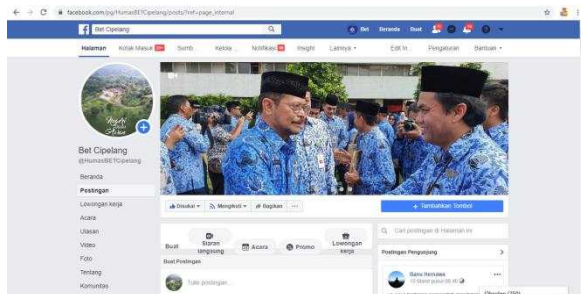 facebook.com/pg/HumasBETCipelang/posts/?ref=page_internal
Bet Cipelang
Bet Beranda Buat
Halaman Kotak Masuk Notifikasi Insight Lainnya Edit In... Pengaturan Bantuan
Bet Cipelang
@HumasBETCipelang
Beranda
Postingan
Lowongan kerja
Acara
Ulasan
Video
Foto
Tentang
Komunitas
Disukai Mengikuti Bagikan ...
+ Tambahkan Tombol
Buat Siaran langsung Acara Promo Lowongan kerja
Buat Postingan
Tulis postingan...
Cari postingan di Halaman ini
Postingan Pengunjung